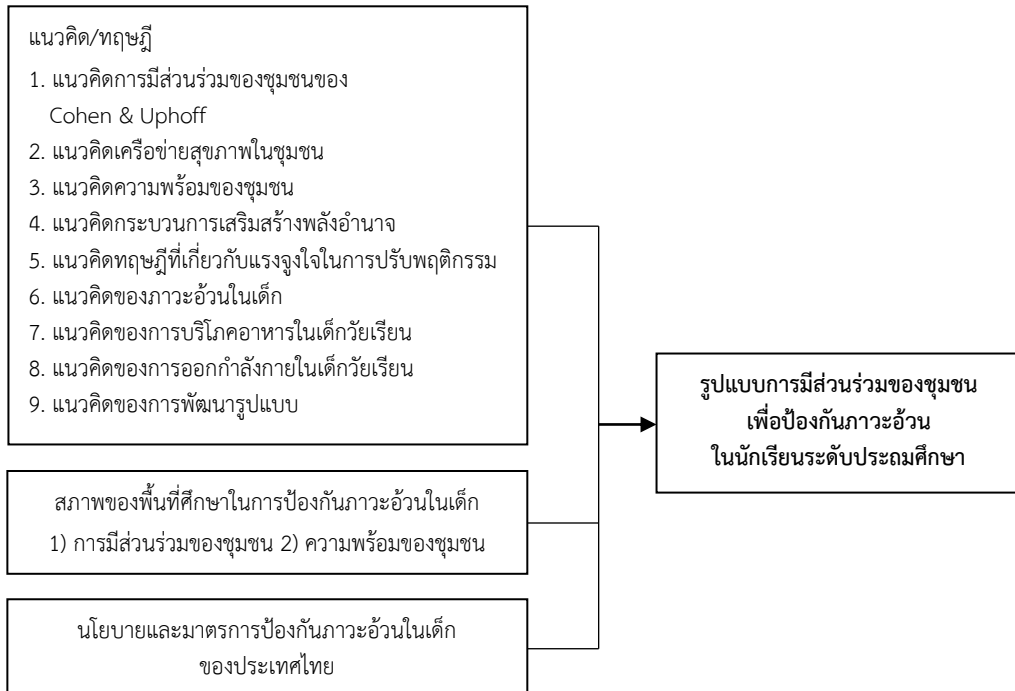 แนวคิด/ทฤษฎี
1. แนวคิดการมีส่วนร่วมของชุมชนของ
Cohen & Uphoff
2. แนวคิดเครือข่ายสุขภาพในชุมชน
3. แนวคิดความพร้อมของชุมชน
4. แนวคิดกระบวนการเสริมสร้างพลังอำนาจ
5. แนวคิดทฤษฎีที่เกี่ยวกับแรงจูงใจในการปรับพฤติกรรม
6. แนวคิดของภาวะอ้วนในเด็ก
7. แนวคิดของการบริโภคอาหารในเด็กวัยเรียน
8. แนวคิดของการออกกำลังกายในเด็กวัยเรียน
9. แนวคิดของการพัฒนารูปแบบ
สภาพของพื้นที่ศึกษาในการป้องกันภาวะอ้วนในเด็ก
1) การมีส่วนร่วมของชุมชน 2) ความพร้อมของชุมชน
นโยบายและมาตรการป้องกันภาวะอ้วนในเด็ก
ของประเทศไทย
รูปแบบการมีส่วนร่วมของชุมชน
เพื่อป้องกันภาวะอ้วน
ในนักเรียนระดับประถมศึกษา